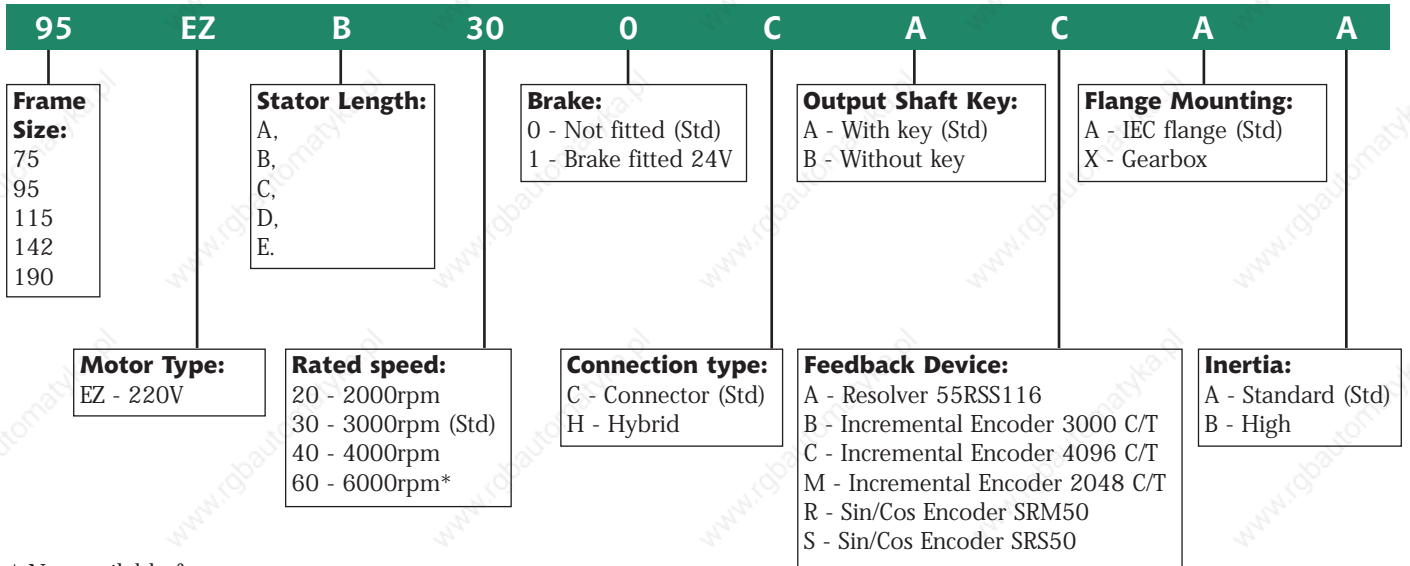 95 EZ B 30 0 C A C A A
Frame
Size:
75
95
115
142
190
Stator Length:
A,
B,
C,
D,
E.
Brake:
0 - Not fitted (Std)
1 - Brake fitted 24V
Output Shaft Key:
A - With key (Std)
B - Without key
Flange Mounting:
A - IEC flange (Std)
X - Gearbox
Motor Type:
EZ - 220V
Rated speed:
20 - 2000rpm
30 - 3000rpm (Std)
40 - 4000rpm
60 - 6000rpm*
Connection type:
C - Connector (Std)
H - Hybrid
Feedback Device:
A - Resolver 55RSS116
B - Incremental Encoder 3000 C/T
C - Incremental Encoder 4096 C/T
M - Incremental Encoder 2048 C/T
R - Sin/Cos Encoder SRM50
S - Sin/Cos Encoder SRS50
Inertia:
A - Standard (Std)
B - High
www.rgbautomatyka.pl